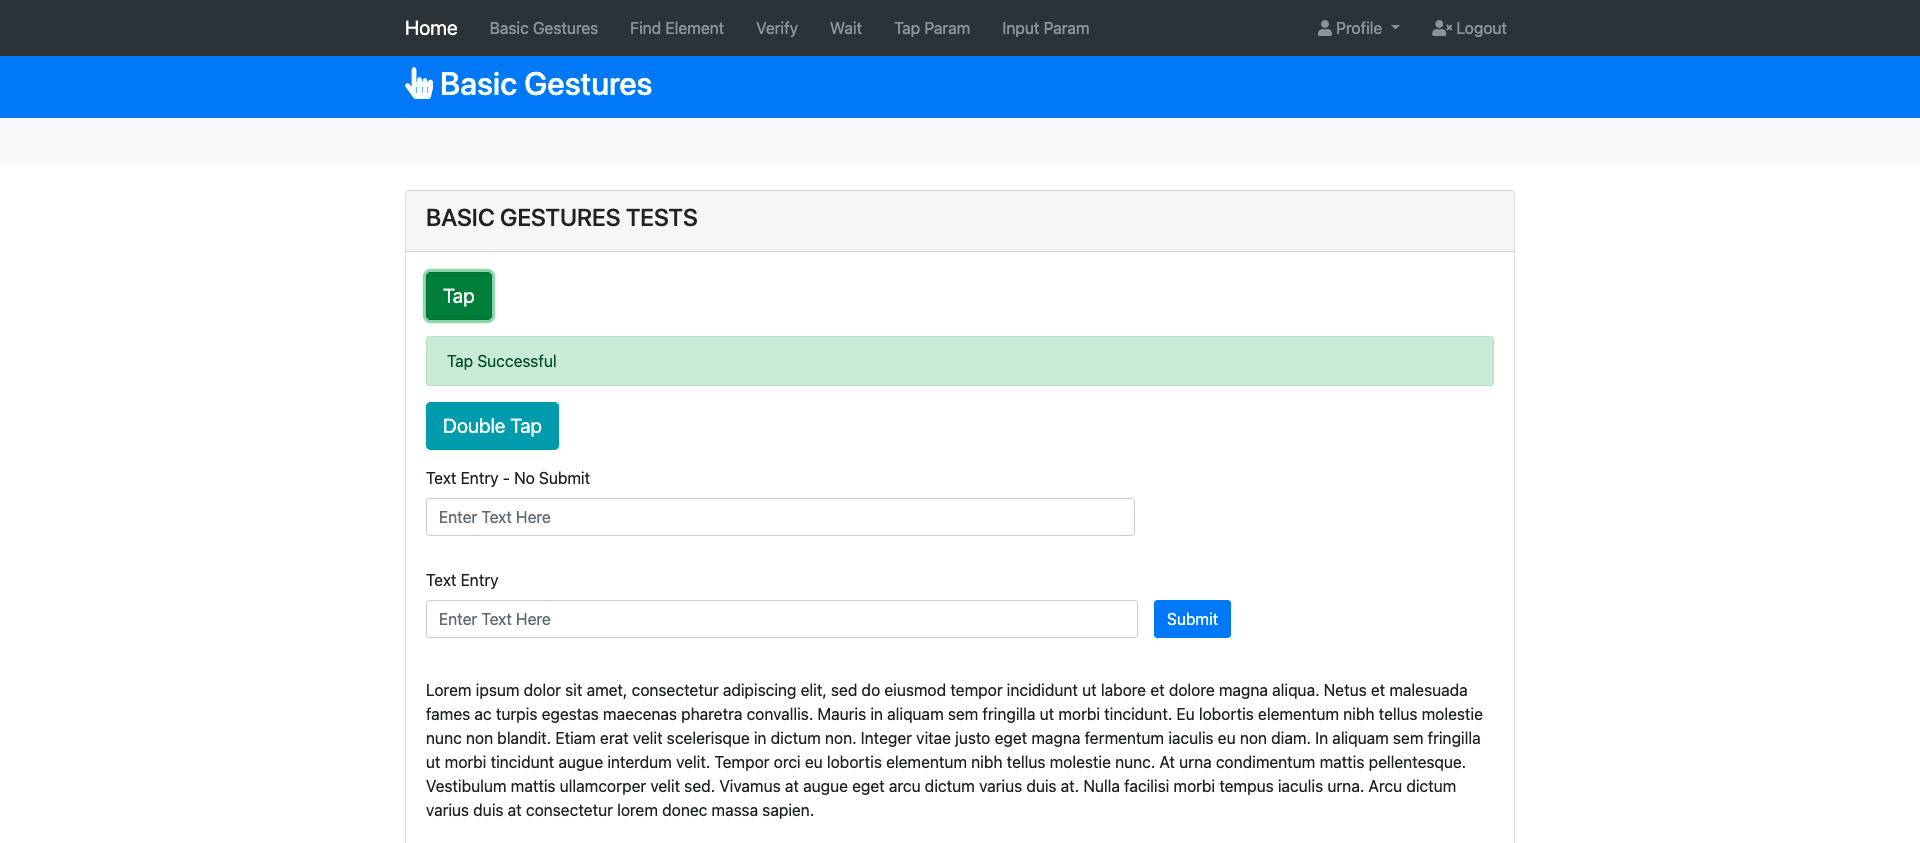 Home Basic Gestures Find Element Verify Wait Tap Param Input Param Profile Logout
Basic Gestures
BASIC GESTURES TESTS
Tap
Tap Successful
Double Tap
Text Entry - No Submit
Enter Text Here
Text Entry
Enter Text Here Submit
Lorem ipsum dolor sit amet, consectetur adipiscing elit, sed do eiusmod tempor incididunt ut labore et dolore magna aliqua. Netus et malesuada
fames ac turpis egestas maecenas pharetra convallis. Mauris in aliquam sem fringilla ut morbi tincidunt. Eu lobortis elementum nibh tellus molestie
nunc non blandit. Etiam erat velit scelerisque in dictum non. Integer vitae justo eget magna fermentum iaculis eu non diam. In aliquam sem fringilla
ut morbi tincidunt augue interdum velit. Tempor orci eu lobortis elementum nibh tellus molestie nunc. At urna condimentum mattis pellentesque.
Vestibulum mattis ullamcorper velit sed. Vivamus at augue eget arcu dictum varius duis at. Nulla facilisi morbi tempus iaculis urna. Arcu dictum
varius duis at consectetur lorem donec massa sapien.